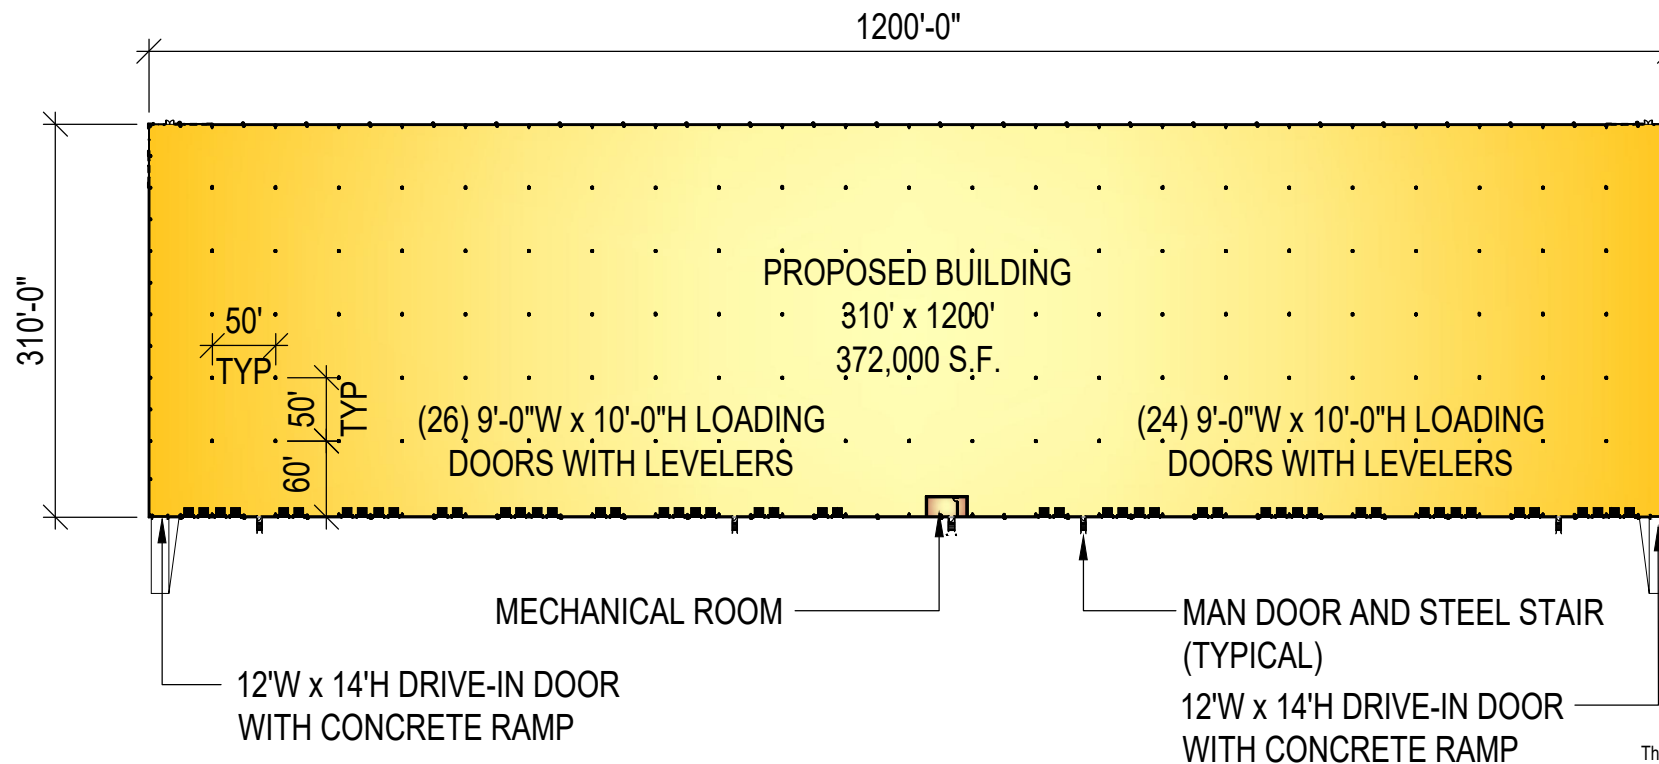 1200'-0"
310'-0"
PROPOSED BUILDING
310' x 1200'
372,000 S.F.
50'
TYP
50'
TYP
60'
(26) 9'-0"W x 10'-0"H LOADING
DOORS WITH LEVELERS
(24) 9'-0"W x 10'-0"H LOADING
DOORS WITH LEVELERS
MECHANICAL ROOM
MAN DOOR AND STEEL STAIR
(TYPICAL)
12'W x 14'H DRIVE-IN DOOR
WITH CONCRETE RAMP
12'W x 14'H DRIVE-IN DOOR
WITH CONCRETE RAMP
Th